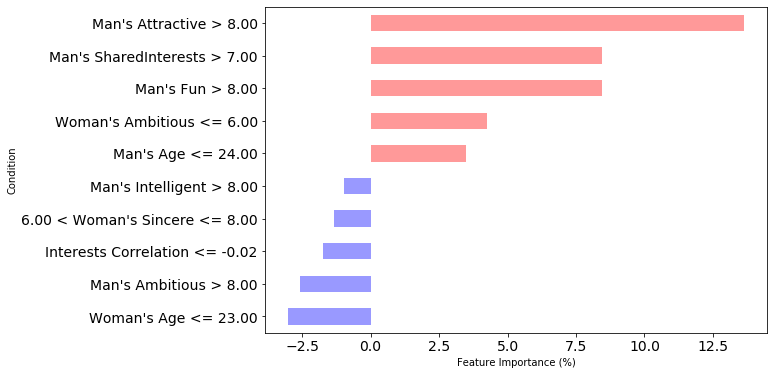 Man's Attractive > 8.00
Man's SharedInterests > 7.00
Man's Fun > 8.00
Woman's Ambitious <= 6.00
Man's Age <= 24.00
Man's Intelligent > 8.00
6.00 < Woman's Sincere <= 8.00
Interests Correlation <= -0.02
Man's Ambitious > 8.00
Woman's Age <= 23.00
Condition
−2.5 0.0 2.5 5.0 7.5 10.0 12.5
Feature Importance (%)